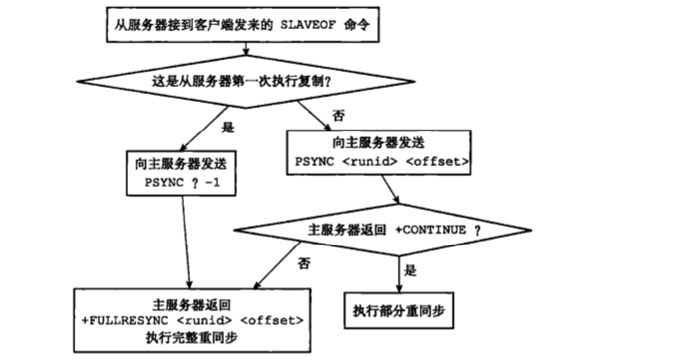 从服务器接到客户端发来的 SLAVEOF 命令
这是从服务器第一次执行复制?
否
是
向主服务器发送
PSYNC <runid> <offset>
向主服务器发送
PSYNC ? -1
主服务器返回 +CONTINUE ?
否
是
主服务器返回
+FULLRESYNC <runid> <offset>
执行完整重同步
执行部分重同步